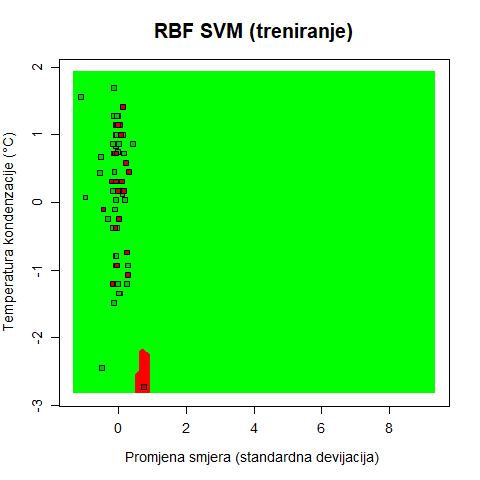 RBF SVM (treniranje)
Temperatura kondenzacije (°C)
2
1
0
-1
-2
-3
0 2 4 6 8
Promjena smjera (standardna devijacija)